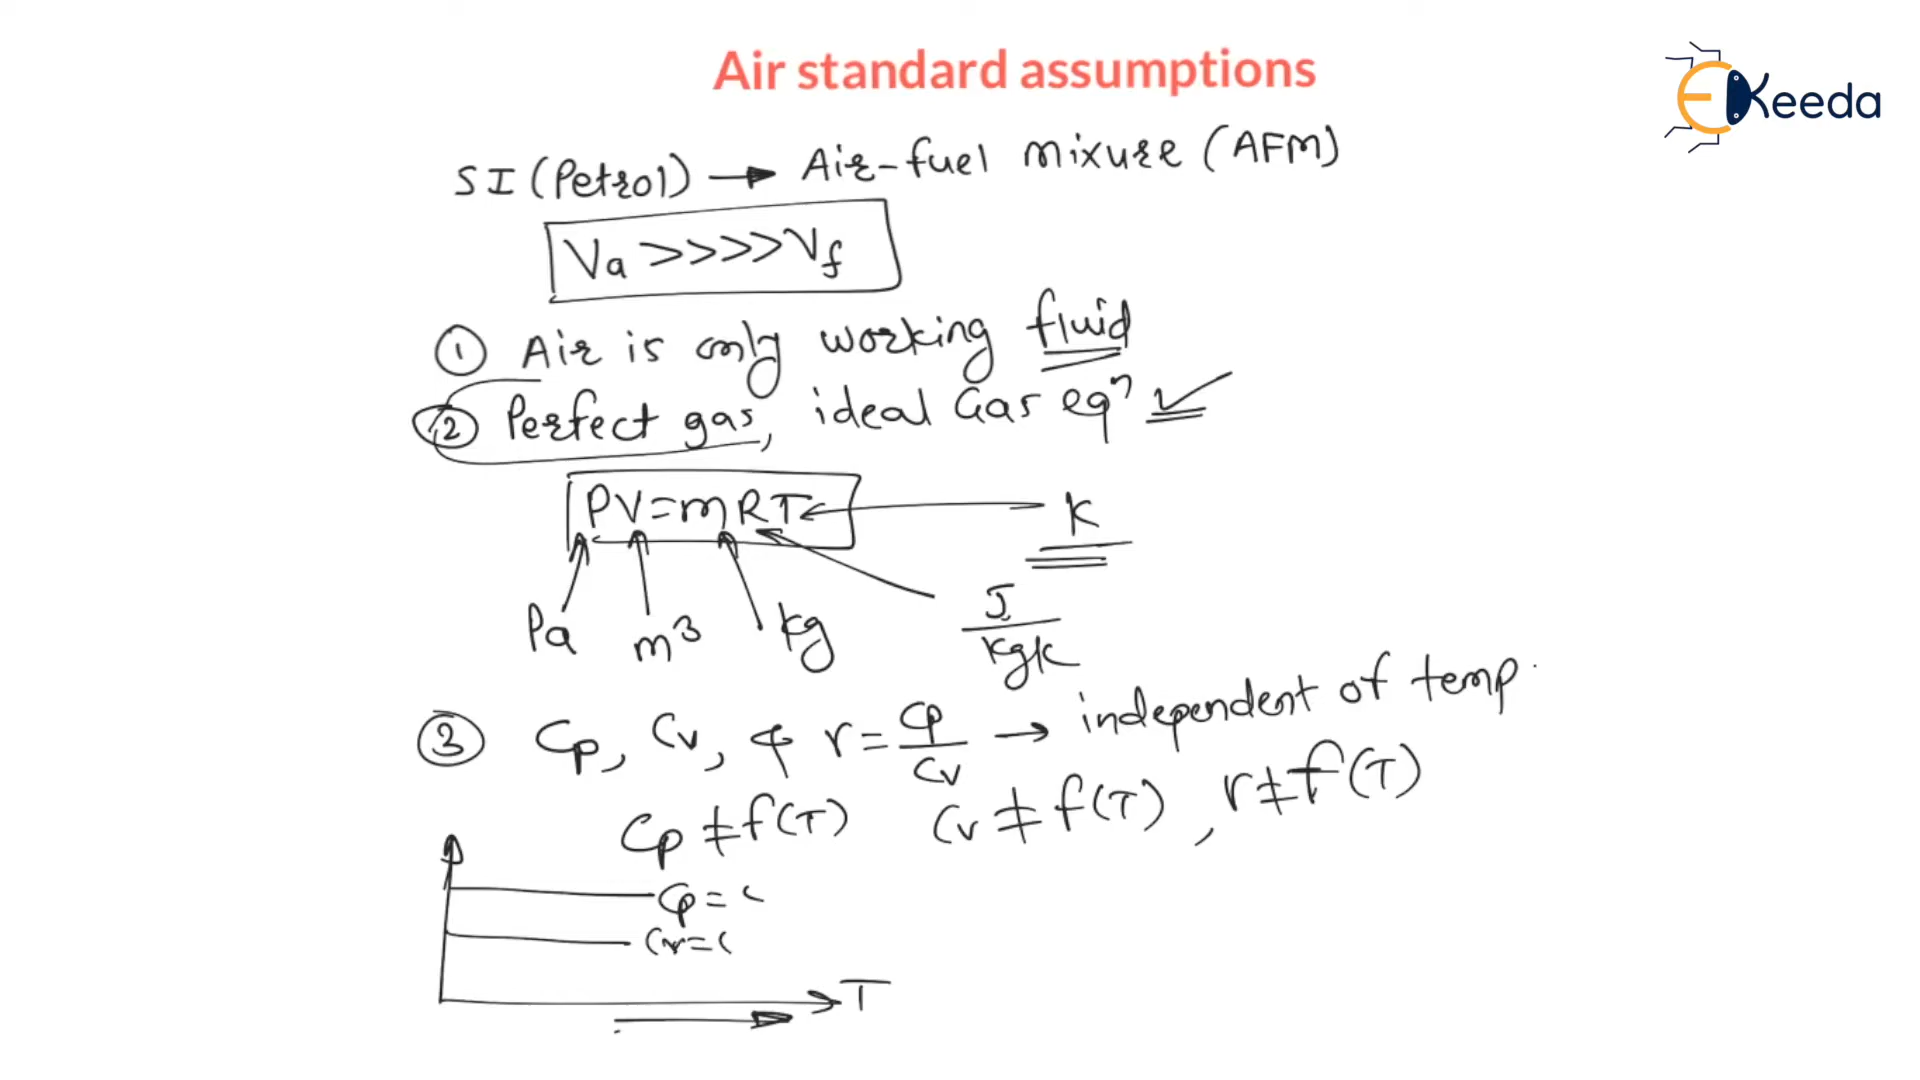 Air standard assumptions
EKeeda
SI (Petrol) → Air-fuel mixure (AFM)
Va >>>> Vf
① Air is only working fluid
② Perfect gas, ideal Gas eqⁿ ✓
PV=mRT K
Pa m³ kg J/kgK
③ Cp, Cv, & r = Cp/Cv → independent of temp.
Cp ≠ f(T) Cv ≠ f(T), r ≠ f(T)
Cp = c
Cv = c
T